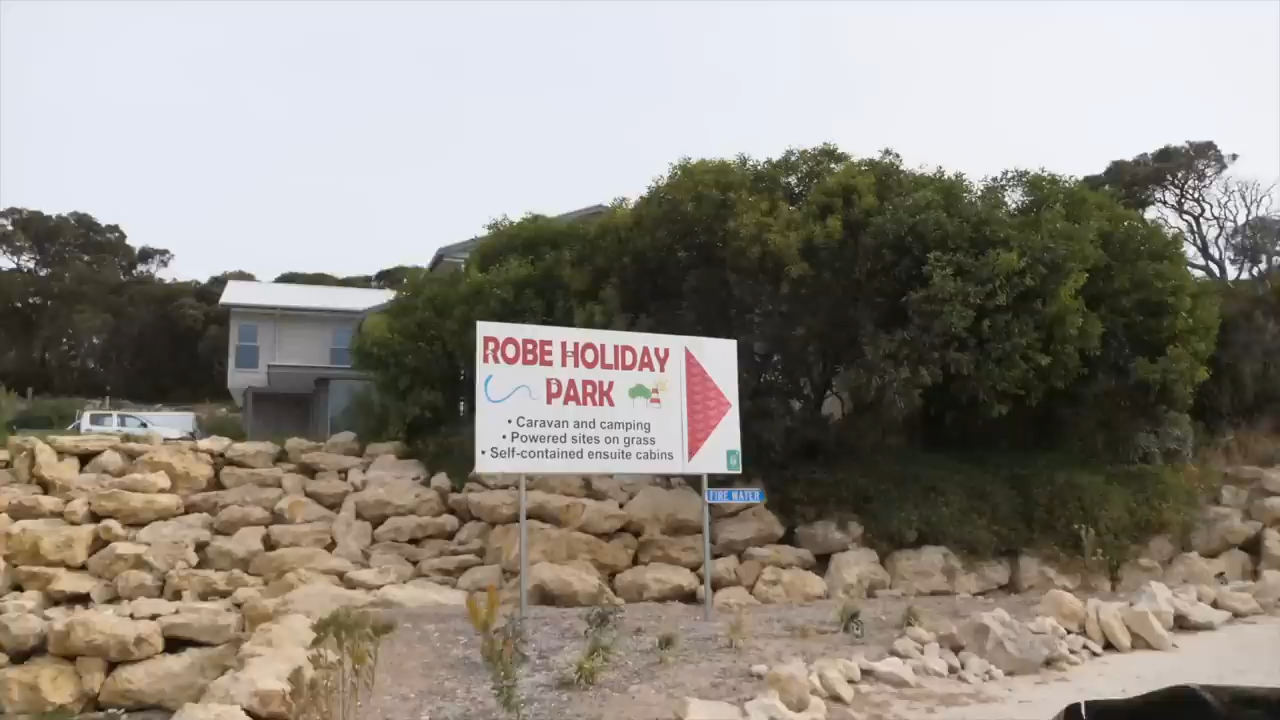 ROBE HOLIDAY
PARK
• Caravan and camping
• Powered sites on grass
• Self-contained ensuite cabins
FIRE WATER